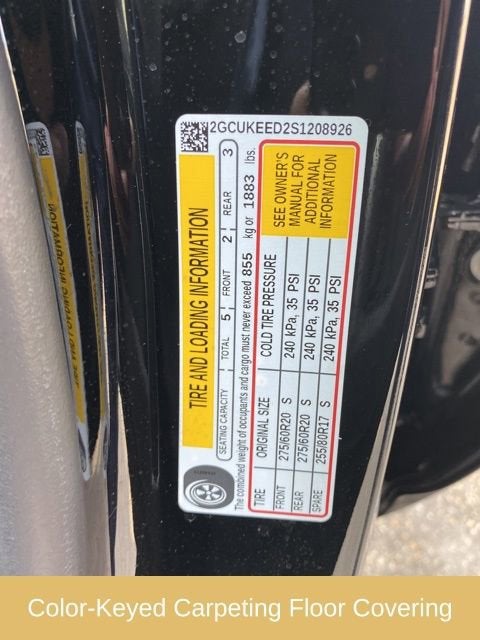 2GCUKEED2S1208926
TIRE AND LOADING INFORMATION
SEATING CAPACITY TOTAL 5 FRONT 2 REAR 3
The combined weight of occupants and cargo must never exceed 855 kg or 1883 lbs.
TIRE ORIGINAL SIZE COLD TIRE PRESSURE
FRONT 275/60R20 S 240 kPa, 35 PSI
REAR 275/60R20 S 240 kPa, 35 PSI
SPARE 255/80R17 S 240 kPa, 35 PSI
SEE OWNER'S
MANUAL FOR
ADDITIONAL
INFORMATION
Color-Keyed Carpeting Floor Covering